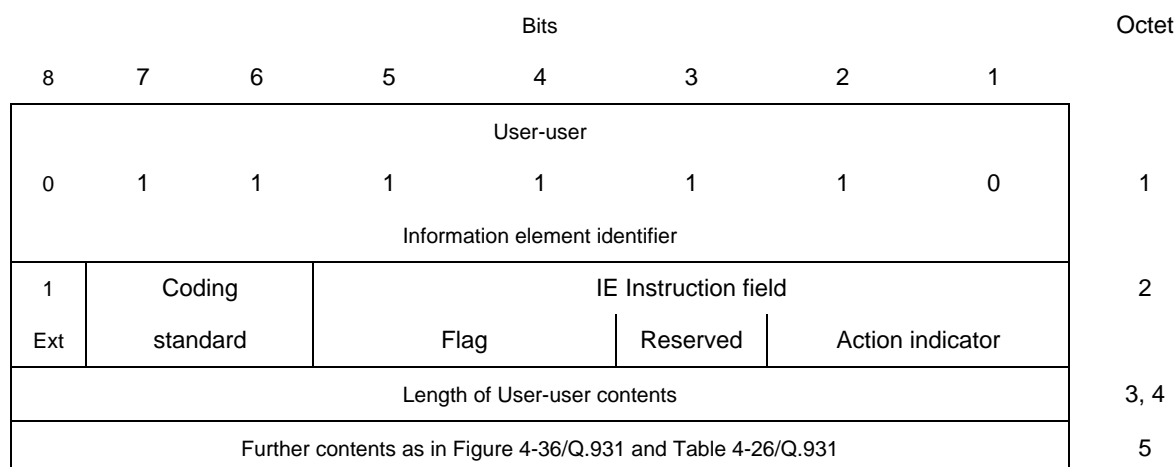 Bits Octet
8 7 6 5 4 3 2 1
User-user
0 1 1 1 1 1 1 0 1
Information element identifier
1 Coding IE Instruction field 2
Ext standard Flag Reserved Action indicator
Length of User-user contents 3, 4
Further contents as in Figure 4-36/Q.931 and Table 4-26/Q.931 5